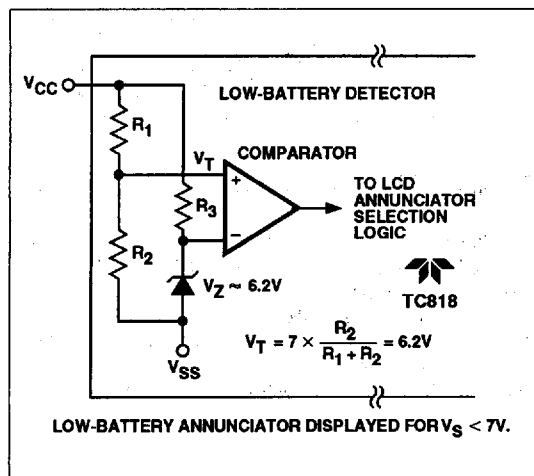 LOW-BATTERY DETECTOR
VCC
R1
COMPARATOR
VT
+
R3
−
TO LCD
ANNUNCIATOR
SELECTION
LOGIC
R2
VZ ≈ 6.2V
TC818
VT = 7 × R2 / R1 + R2 = 6.2V
VSS
LOW-BATTERY ANNUNCIATOR DISPLAYED FOR VS < 7V.